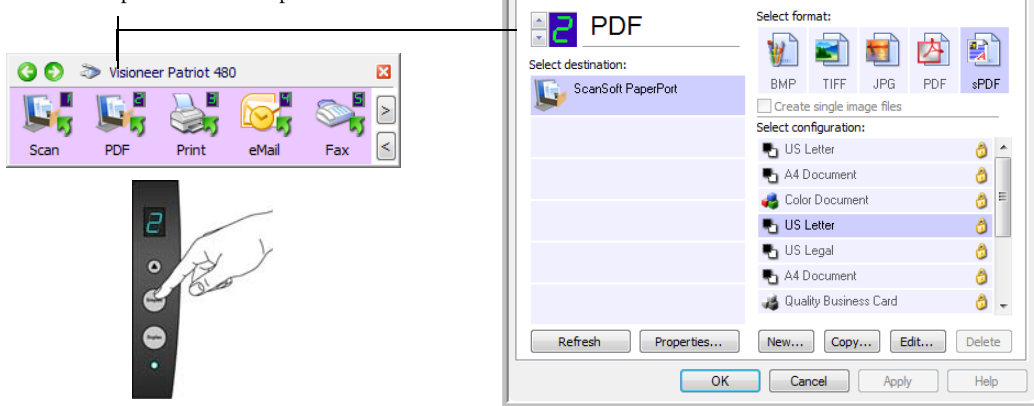 Visioneer Patriot 480
1
2
3
4
5
Scan
PDF
Print
eMail
Fax
>
<
2
Simplex
Duplex
2
PDF
Select destination:
ScanSoft PaperPort
Refresh
Properties...
Select format:
BMP
TIFF
JPG
PDF
sPDF
Create single image files
Select configuration:
US Letter
A4 Document
Color Document
US Letter
US Legal
A4 Document
Quality Business Card
New...
Copy...
Edit...
Delete
OK
Cancel
Apply
Help